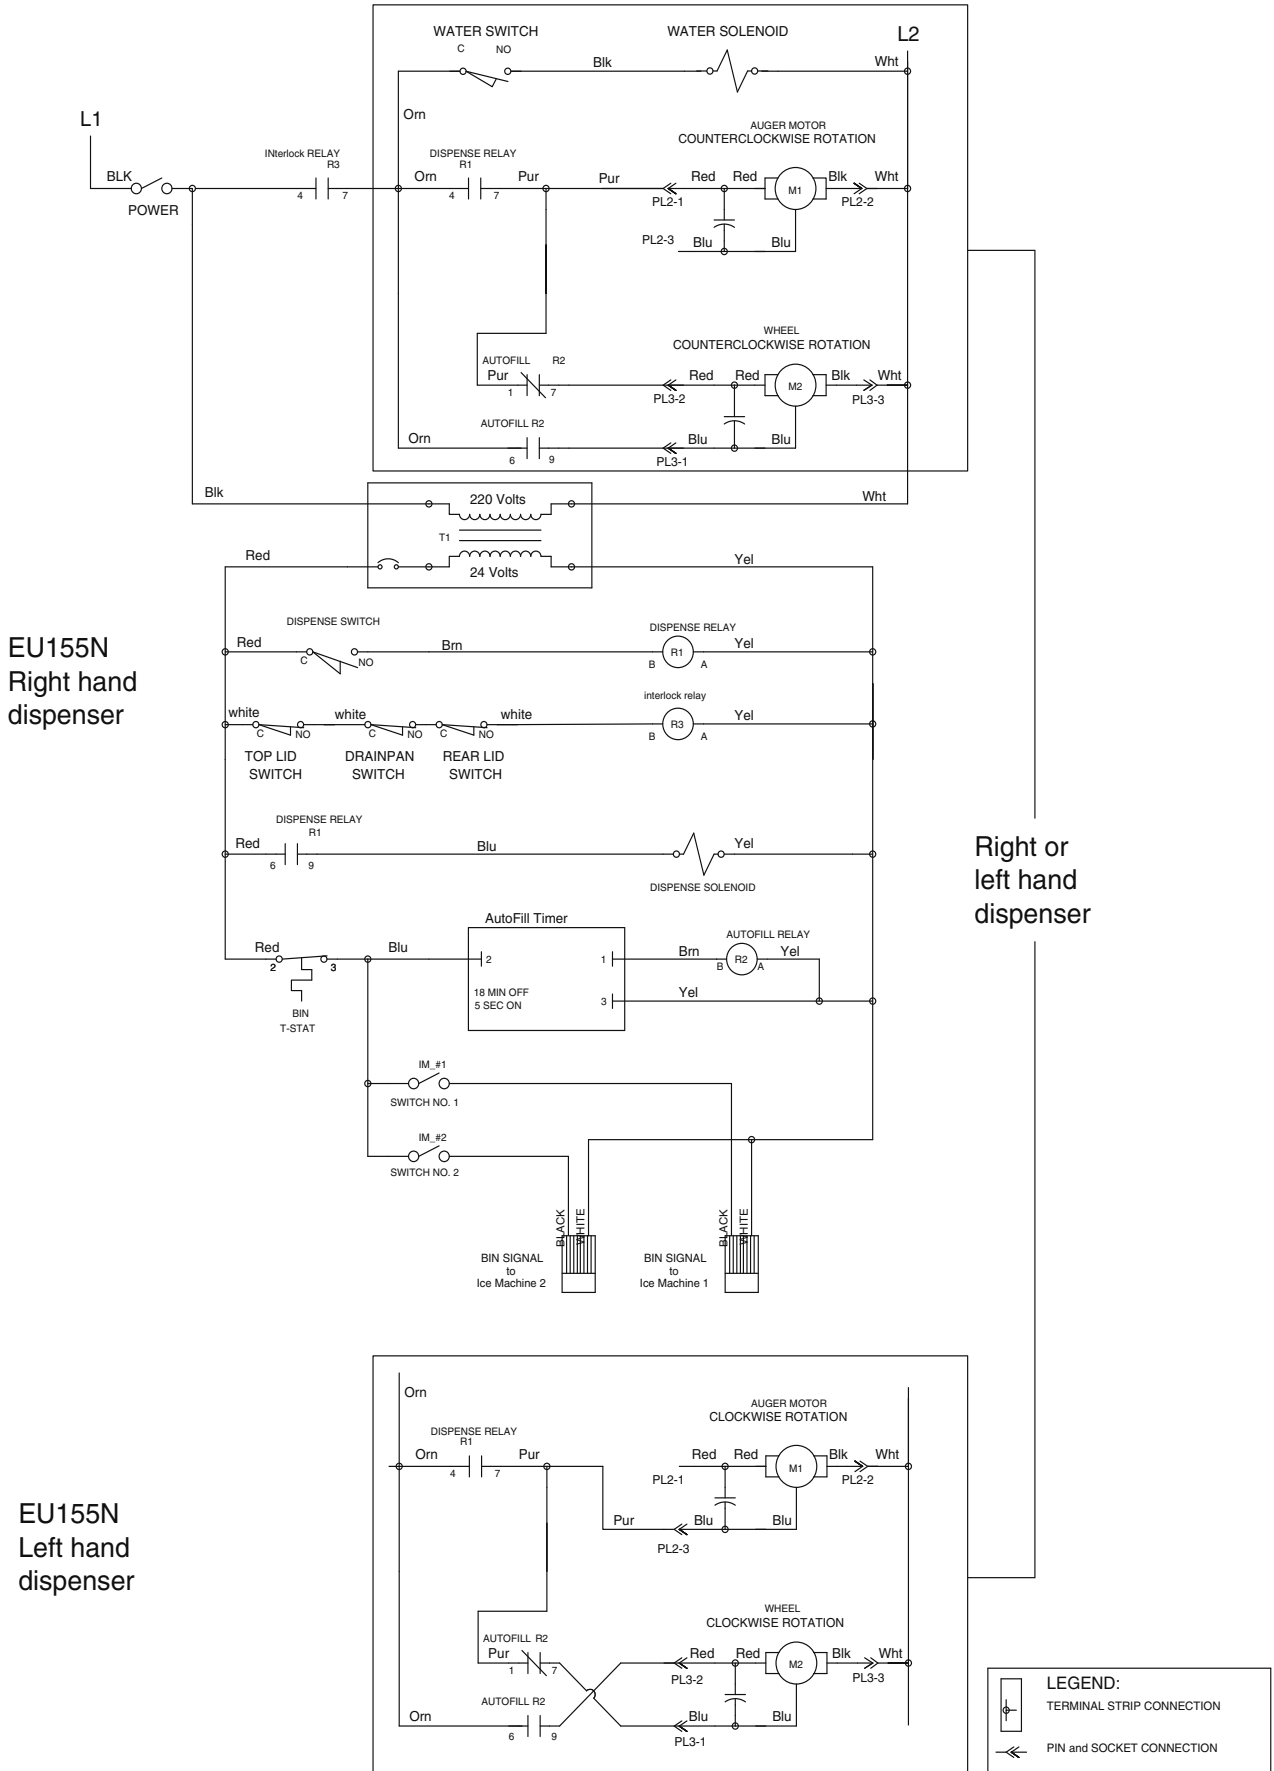 WATER SWITCH
WATER SOLENOID
L2
C NO
Blk
Wht
Orn
L1
AUGER MOTOR
COUNTERCLOCKWISE ROTATION
INterlock RELAY
R3
DISPENSE RELAY
R1
BLK
POWER
4 7
Orn
4 7
Pur
Pur
Red Red
M1
Blk Wht
PL2-1
PL2-2
PL2-3
Blu
Blu
WHEEL
COUNTERCLOCKWISE ROTATION
AUTOFILL R2
Pur
1 7
Red Red
M2
Blk Wht
PL3-2
PL3-3
AUTOFILL R2
Orn
6 9
Blu
Blu
PL3-1
Blk
220 Volts
Wht
T1
Red
24 Volts
Yel
EU155N
Right hand
dispenser
DISPENSE SWITCH
DISPENSE RELAY
Red
C NO
Brn
B R1 A
Yel
interlock relay
white
C NO
white
C NO
C NO
white
B R3 A
Yel
TOP LID
SWITCH
DRAINPAN
SWITCH
REAR LID
SWITCH
DISPENSE RELAY
R1
Red
6 9
Blu
Yel
DISPENSE SOLENOID
Right or
left hand
dispenser
AutoFill Timer
AUTOFILL RELAY
Red
2 3
Blu
2
1
Brn
B R2 A
Yel
BIN
T-STAT
18 MIN OFF
5 SEC ON
3
Yel
IM_#1
SWITCH NO. 1
IM_#2
SWITCH NO. 2
BLACK
WHITE
BLACK
WHITE
BIN SIGNAL
to
Ice Machine 2
BIN SIGNAL
to
Ice Machine 1
EU155N
Left hand
dispenser
Orn
AUGER MOTOR
CLOCKWISE ROTATION
DISPENSE RELAY
R1
Orn
4 7
Pur
Red Red
M1
Blk Wht
PL2-1
PL2-2
Pur
Blu
Blu
PL2-3
WHEEL
CLOCKWISE ROTATION
AUTOFILL R2
Pur
1 7
Red Red
M2
Blk Wht
PL3-2
PL3-3
AUTOFILL R2
Orn
6 9
Blu
Blu
PL3-1
LEGEND:
TERMINAL STRIP CONNECTION
PIN and SOCKET CONNECTION